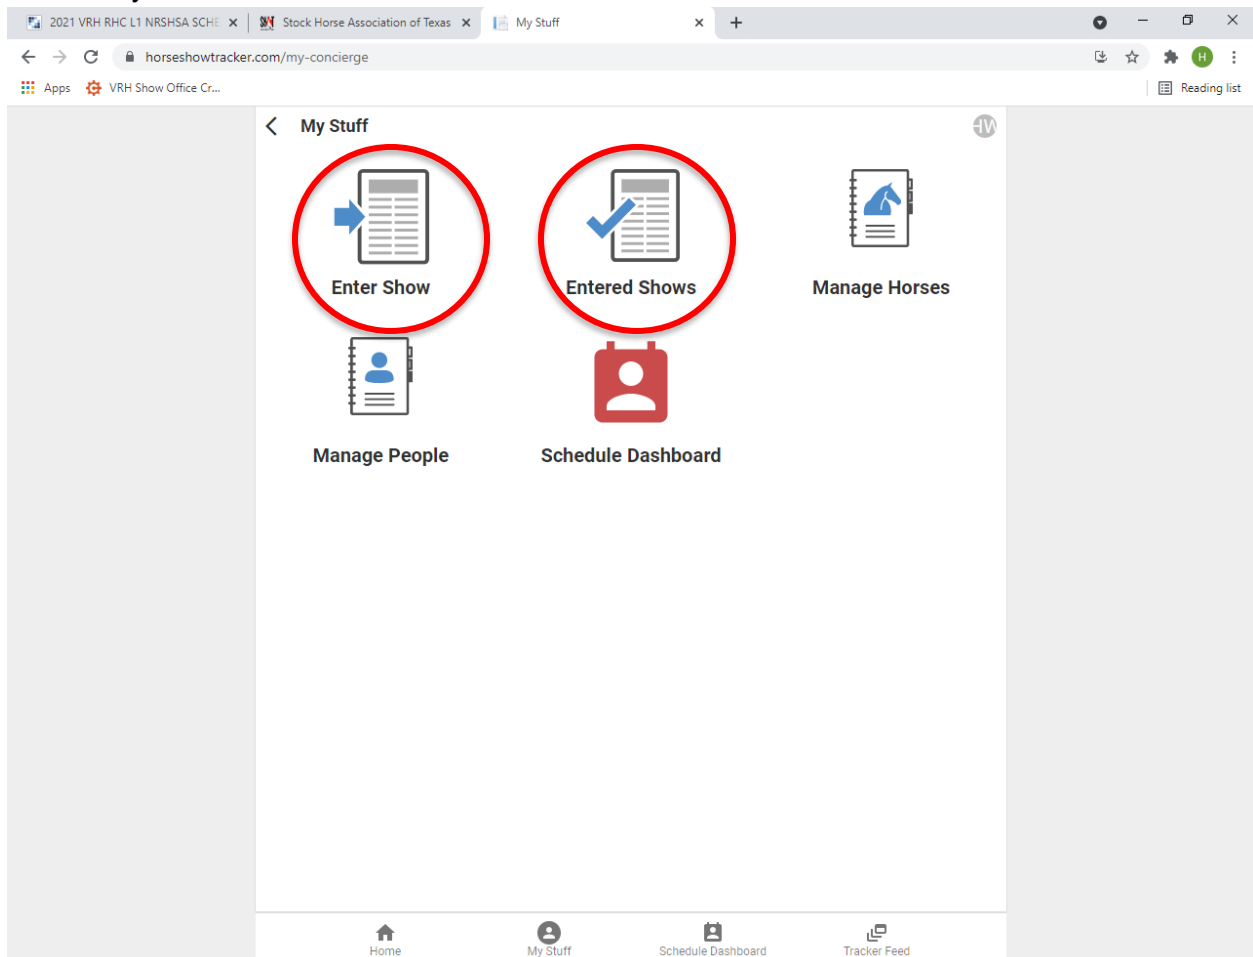 2021 VRH RHC L1 NRSHSA SCHE
Stock Horse Association of Texas
My Stuff
horseshowtracker.com/my-concierge
H
Apps
VRH Show Office Cr...
Reading list
My Stuff
HW
Enter Show
Entered Shows
Manage Horses
Manage People
Schedule Dashboard
Home
My Stuff
Schedule Dashboard
Tracker Feed